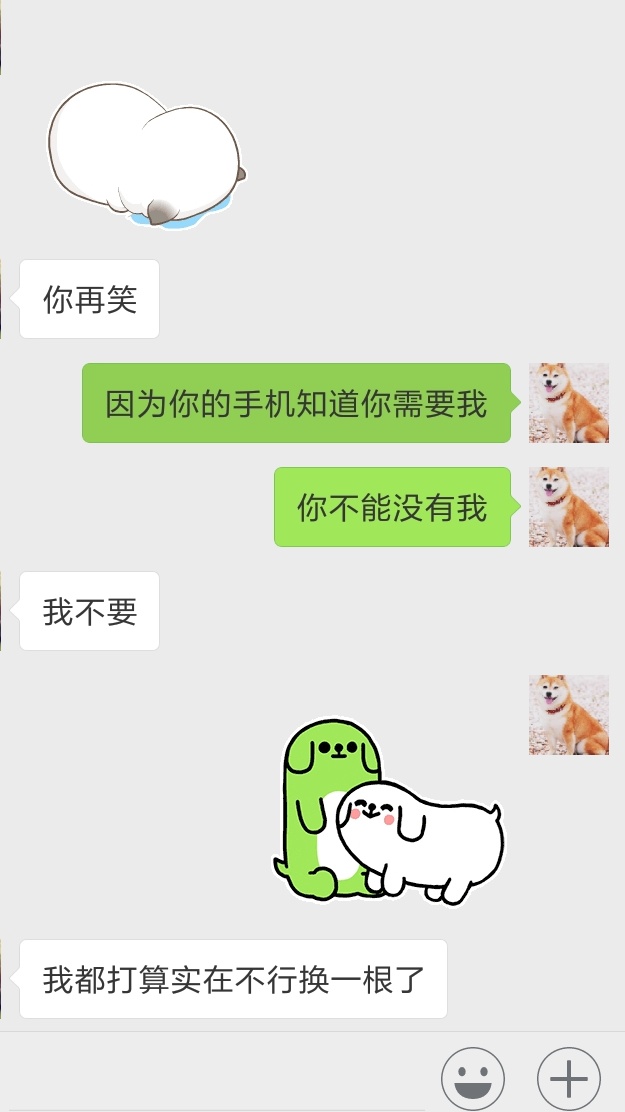 你再笑
因为你的手机知道你需要我
你不能没有我
我不要
我都打算实在不行换一根了